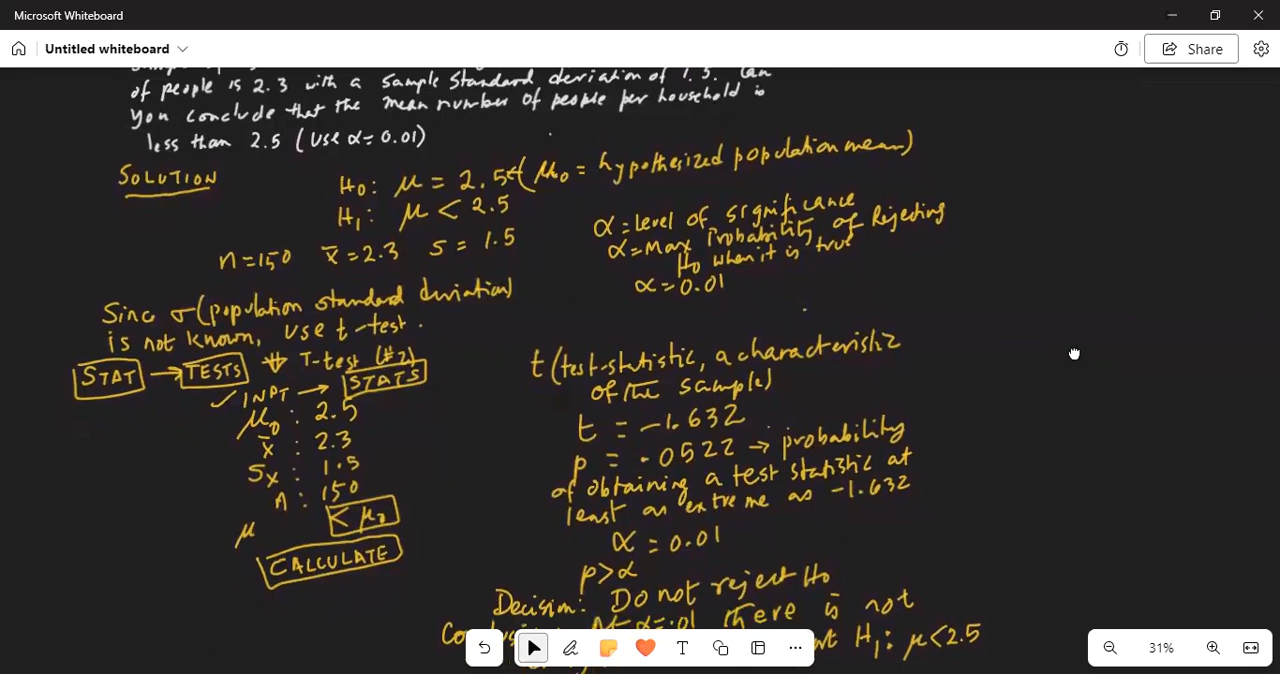 Microsoft Whiteboard
Untitled whiteboard
Share
of people is 2.3 with a sample standard deviation of 1.5. Can
you conclude that the mean number of people per household is
less than 2.5 (use α = 0.01)
SOLUTION
H₀: μ = 2.5 ← (μ₀ = hypothesized population mean)
H₁: μ < 2.5
n = 150 x̄ = 2.3 s = 1.5
α = level of significance
α = Max probability of Rejecting
H₀ when it is true
α = 0.01
Since σ (population standard deviation)
is not known, use t-test.
STAT → TESTS T-test (#2)
✓ INPT → STATS
μ₀ : 2.5
x̄ : 2.3
Sx : 1.5
n : 150
μ < μ₀
CALCULATE
t (test-statistic, a characteristic
of the sample)
t = -1.632
p = .0522 → probability
of obtaining a test statistic at
least as extreme as -1.632
α = 0.01
p > α
Decision: Do not reject H₀
At α = .01 there is not
H₁: μ < 2.5
31%